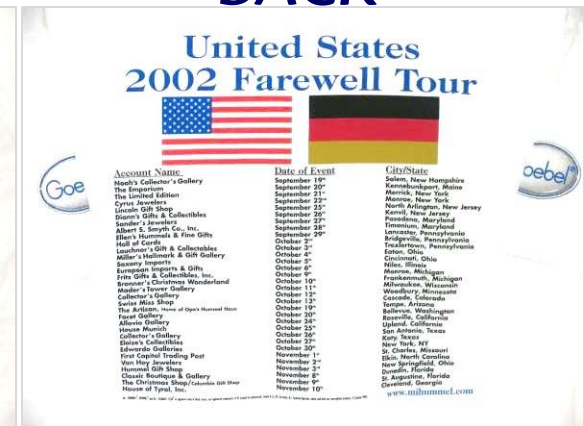 BACK
United States
2002 Farewell Tour
Goe
oebel
Account Name Date of Event City/State
Noah's Collector's Gallery September 19th Salem, New Hampshire
The Emporium September 20th Kennebunkport, Maine
The Limited Edition September 21st Merrick, New York
Cyrus Jewelers September 22nd Monroe, New York
Lincoln Gift Shop September 25th North Arlington, New Jersey
Diann's Gifts & Collectibles September 26th Kenvil, New Jersey
Sander's Jewelers September 27th Pasadena, Maryland
Albert S. Smyth Co., Inc. September 28th Timonium, Maryland
Ellen's Hummels & Fine Gifts September 29th Lancaster, Pennsylvania
Hall of Cards October 2nd Bridgeville, Pennsylvania
Lauchnor's Gift & Collectables October 3rd Trexlertown, Pennsylvania
Miller's Hallmark & Gift Gallery October 4th Eaton, Ohio
Saxony Imports October 5th Cincinnati, Ohio
European Imports & Gifts October 6th Niles, Illinois
Fritz Gifts & Collectibles, Inc. October 9th Monroe, Michigan
Bronner's Christmas Wonderland October 10th Frankenmuth, Michigan
Mader's Tower Gallery October 11th Milwaukee, Wisconsin
Collector's Gallery October 12th Woodbury, Minnesota
Swiss Miss Shop October 13th Cascade, Colorado
The Artisan, Home of Hummel October 19th Tempe, Arizona
Facet Gallery October 20th Bellevue, Washington
Gallery October 24th Roseville, California
House Munich October 25th Upland, California
Collector's Gallery October 26th San Antonio, Texas
Eloise's Collectibles October 27th Katy, Texas
Galleries October 30th New York, NY
First Capital Trading Post November 1st St. Charles, Missouri
Van Hoy Jewelers November 2nd Elkin, North Carolina
Hummel Gift Shop November 3rd New Springfield, Ohio
Classic Boutique & Gallery November 8th Dunedin, Florida
The Christmas Shop/Columbia Gift Shop November 9th St. Augustine, Florida
House of Tyrol, Inc. November 10th Cleveland, Georgia
www.mihummel.com